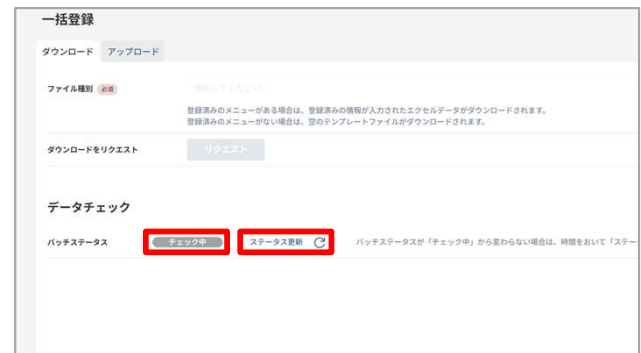 一括登録
ダウンロード アップロード
ファイル種別 必須
選択してください
登録済みのメニューがある場合は、登録済みの情報が入力されたエクセルデータがダウンロードされます。
登録済みのメニューがない場合は、空のテンプレートファイルがダウンロードされます。
ダウンロードをリクエスト リクエスト
データチェック
バッチステータス チェック中 ステータス更新 バッチステータスが「チェック中」から変わらない場合は、時間をおいて「ステー